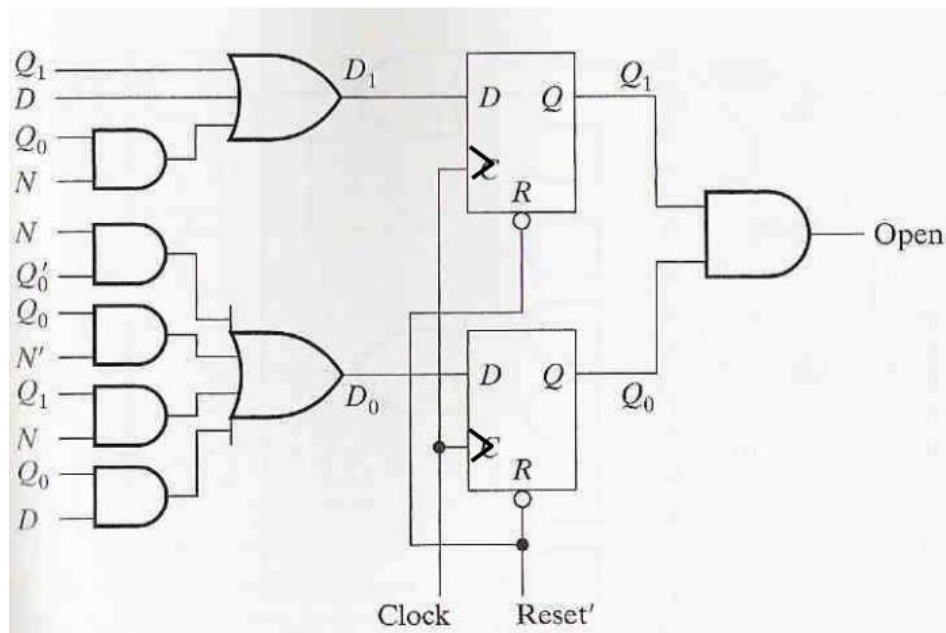 Q₁
D
Q₀
N
N
Q₀′
Q₀
N′
Q₁
N
Q₀
D
D₁
D₀
D Q
C
R
D Q
C
R
Q₁
Q₀
Open
Clock Reset′